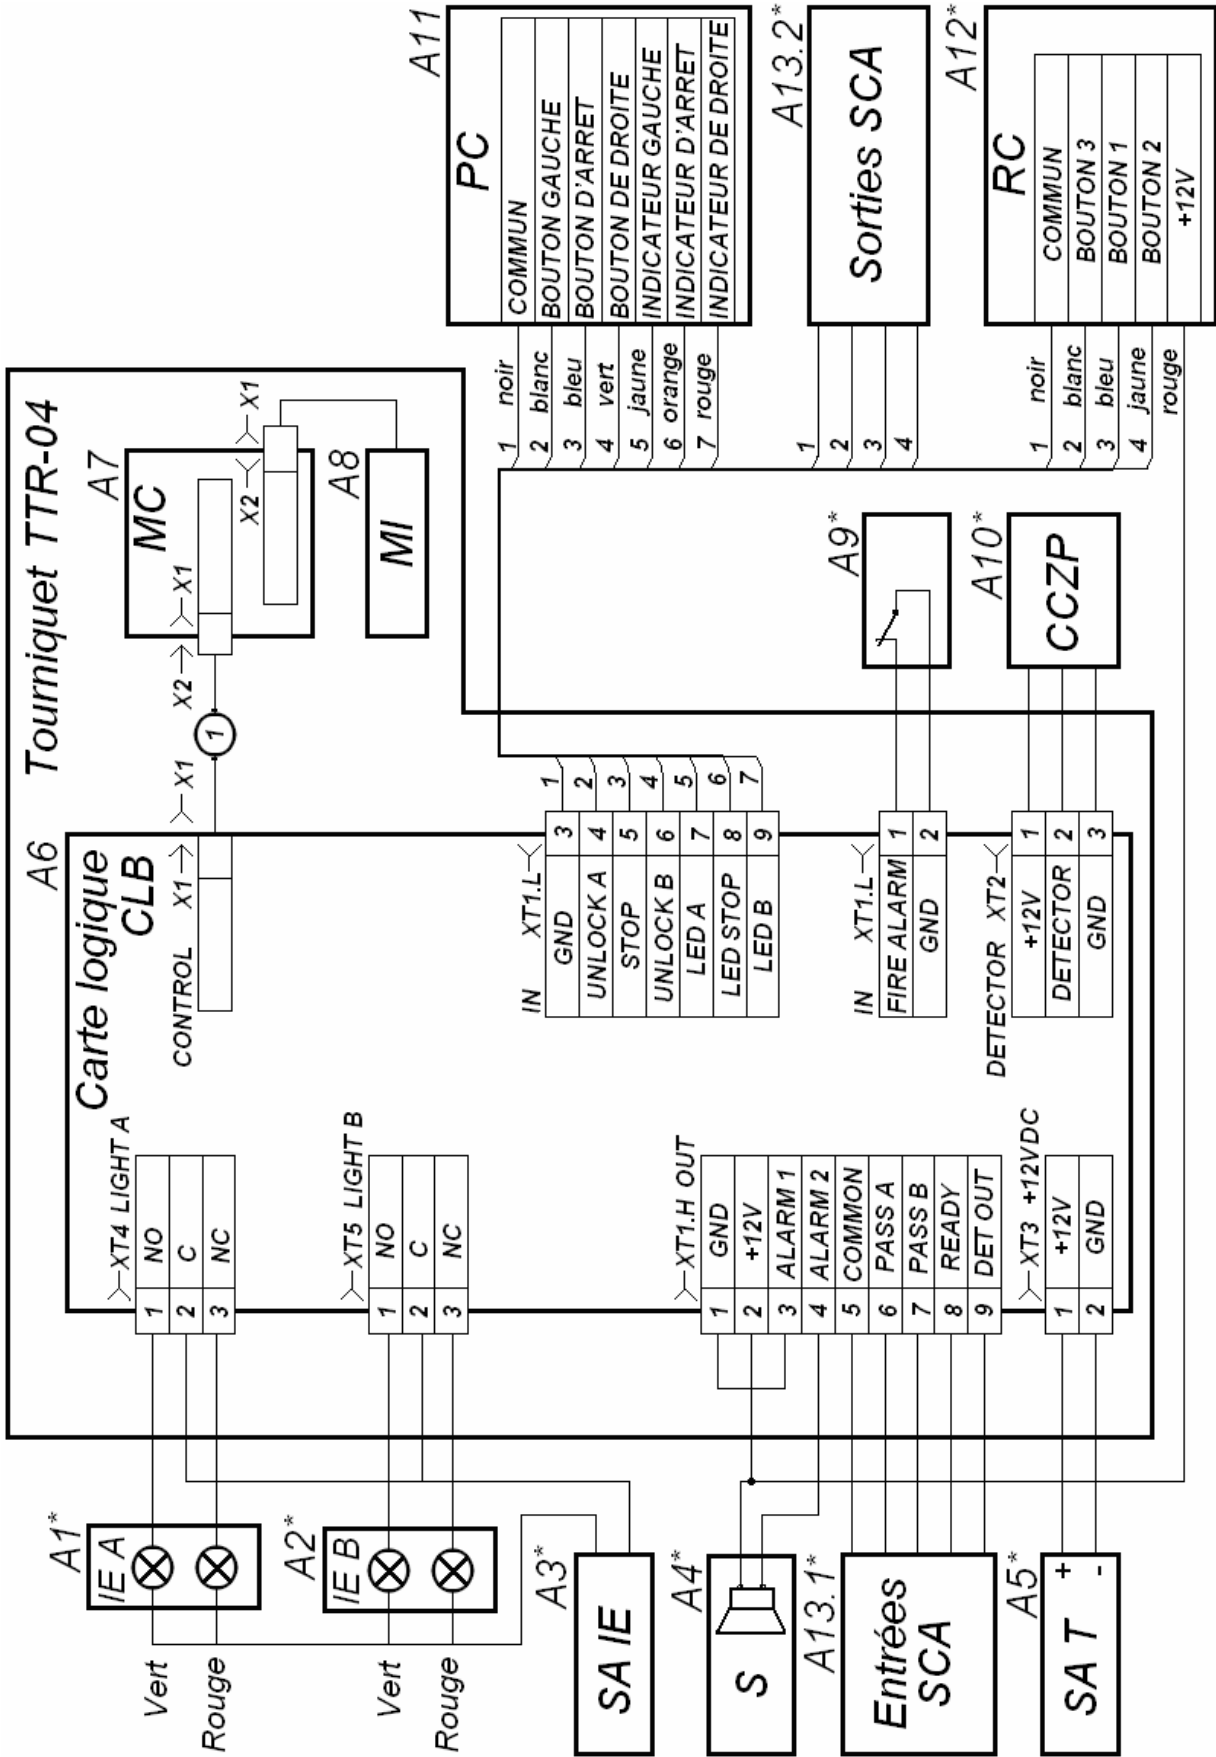 Tourniquet TTR-04
A6
Carte logique
CLB
CONTROL X1
X1
1
X2
X1
A7
MC
X2
X1
A8
MI
A1*
IE A
Vert
Rouge
XT4 LIGHT A
1 NO
2 C
3 NC
A2*
IE B
Vert
Rouge
XT5 LIGHT B
1 NO
2 C
3 NC
A3*
SA IE
A4*
S
A13.1*
Entrées
SCA
A5*
SA T
+
-
XT1.H OUT
1 GND
2 +12V
3 ALARM 1
4 ALARM 2
5 COMMON
6 PASS A
7 PASS B
8 READY
9 DET OUT
XT3 +12VDC
1 +12V
2 GND
IN XT1.L
GND 3 1
UNLOCK A 4 2
STOP 5 3
UNLOCK B 6 4
LED A 7 5
LED STOP 8 6
LED B 9 7
IN XT1.L
FIRE ALARM 1
GND 2
DETECTOR XT2
+12V 1
DETECTOR 2
GND 3
A9*
A10*
CCZP
A11
PC
1 noir COMMUN
2 blanc BOUTON GAUCHE
3 bleu BOUTON D'ARRET
4 vert BOUTON DE DROITE
5 jaune INDICATEUR GAUCHE
6 orange INDICATEUR D'ARRET
7 rouge INDICATEUR DE DROITE
A13.2*
Sorties SCA
1
2
3
4
A12*
RC
1 noir COMMUN
2 blanc BOUTON 3
3 bleu BOUTON 1
4 jaune BOUTON 2
rouge +12V